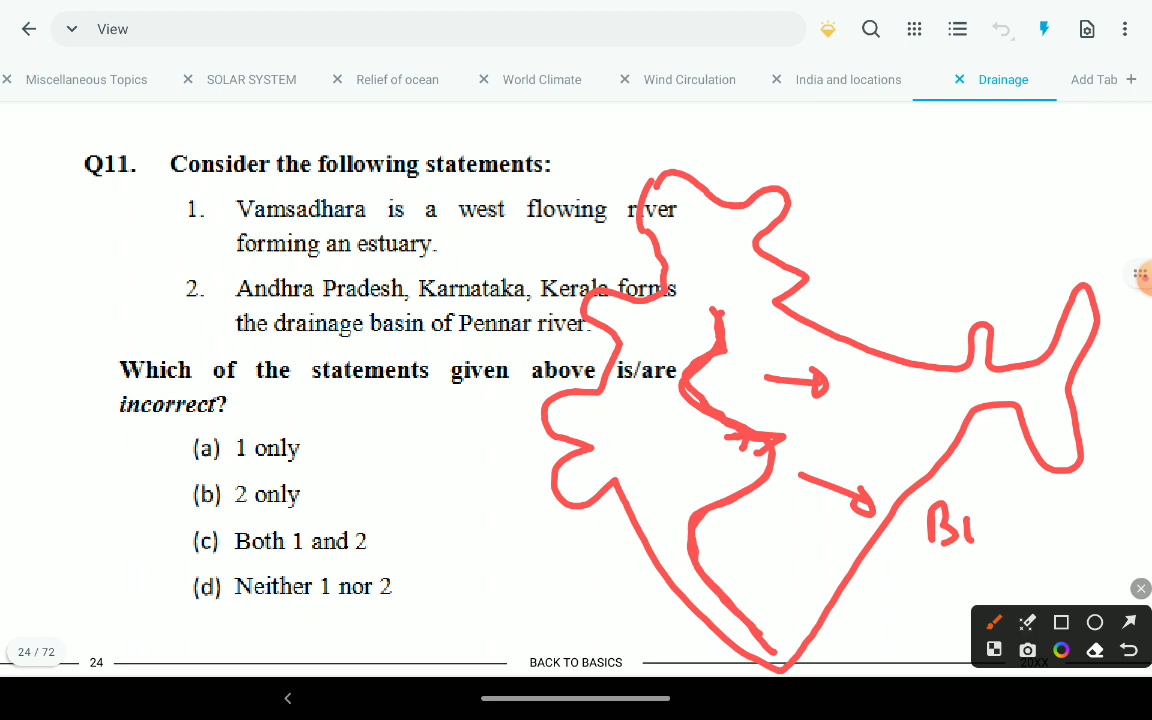 View
Miscellaneous Topics
SOLAR SYSTEM
Relief of ocean
World Climate
Wind Circulation
India and locations
Drainage
Add Tab +
Q11. Consider the following statements:
1. Vamsadhara is a west flowing river
forming an estuary.
2. Andhra Pradesh, Karnataka, Kerala forms
the drainage basin of Pennar river.
Which of the statements given above is/are
incorrect?
(a) 1 only
(b) 2 only
(c) Both 1 and 2
(d) Neither 1 nor 2
24 / 72
24
BACK TO BASICS
20XX